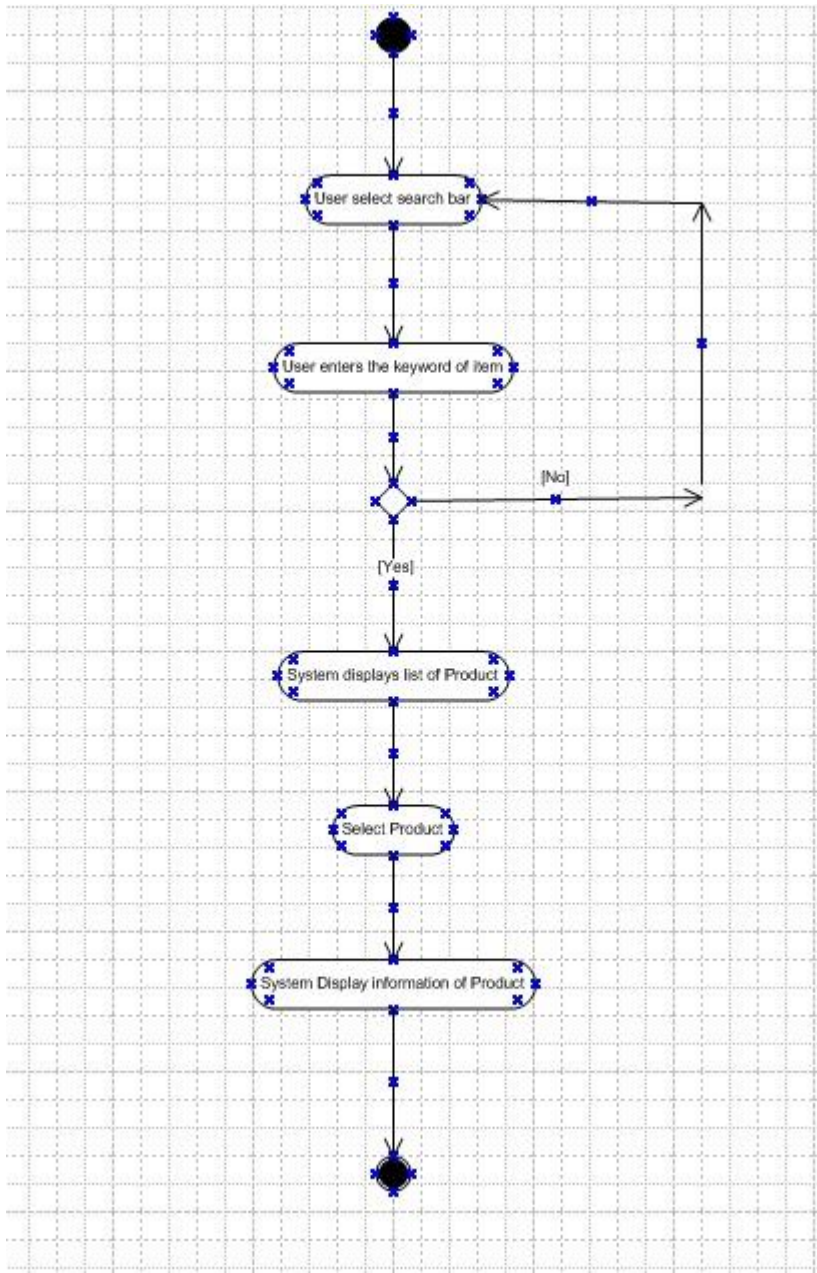 User select search bar
User enters the keyword of item
[No]
[Yes]
System displays list of Product
Select Product
System Display information of Product